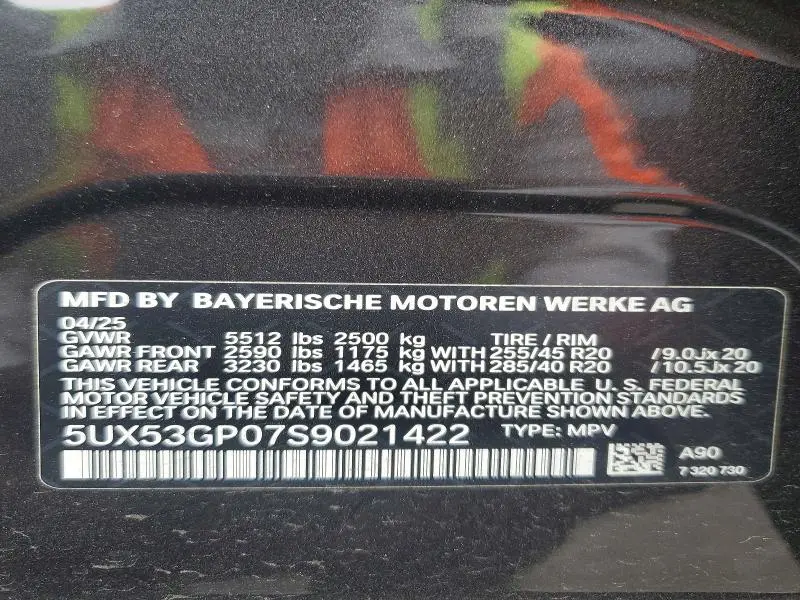 MFD BY BAYERISCHE MOTOREN WERKE AG
04/25
GVWR 5512 lbs 2500 kg TIRE / RIM
GAWR FRONT 2590 lbs 1175 kg WITH 255/45 R20 /9.0Jx20
GAWR REAR 3230 lbs 1465 kg WITH 285/40 R20 /10.5Jx20
THIS VEHICLE CONFORMS TO ALL APPLICABLE U. S. FEDERAL
MOTOR VEHICLE SAFETY AND THEFT PREVENTION STANDARDS
IN EFFECT ON THE DATE OF MANUFACTURE SHOWN ABOVE.
5UX53GP07S9021422 TYPE: MPV
A90
7 320 730